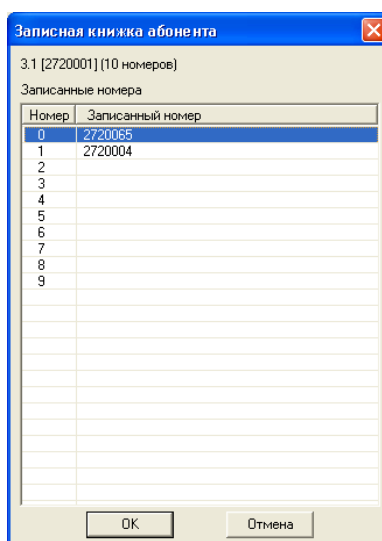 Записная книжка абонента
3.1 [2720001] (10 номеров)
Записанные номера
Номер Записанный номер
0 2720065
1 2720004
2
3
4
5
6
7
8
9
OK Отмена